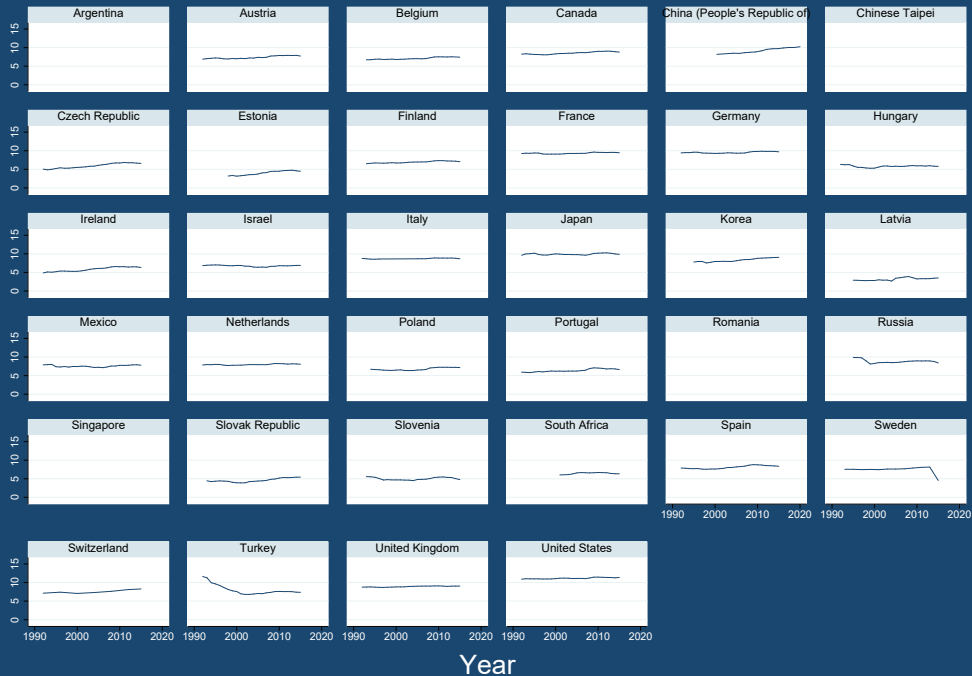 Argentina Austria Belgium Canada China (People's Republic of) Chinese Taipei
15
10
5
0
Czech Republic Estonia Finland France Germany Hungary
15
10
5
0
Ireland Israel Italy Japan Korea Latvia
15
10
5
0
Mexico Netherlands Poland Portugal Romania Russia
15
10
5
0
Singapore Slovak Republic Slovenia South Africa Spain Sweden
15
10
5
0
1990 2000 2010 2020 1990 2000 2010 2020
Switzerland Turkey United Kingdom United States
15
10
5
0
1990 2000 2010 2020 1990 2000 2010 2020 1990 2000 2010 2020 1990 2000 2010 2020
Year